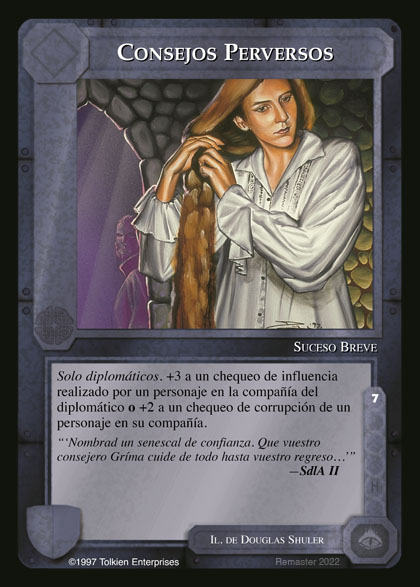 CONSEJOS PERVERSOS
SUCESO BREVE
Solo diplomáticos. +3 a un chequeo de influencia
realizado por un personaje en la compañía del
diplomático o +2 a un chequeo de corrupción de un
personaje en su compañía.
“‘Nombrad un senescal de confianza. Que vuestro
consejero Gríma cuide de todo hasta vuestro regreso…’”
—SdlA II
7
H
IL. DE DOUGLAS SHULER
©1997 Tolkien Enterprises
Remaster 2022